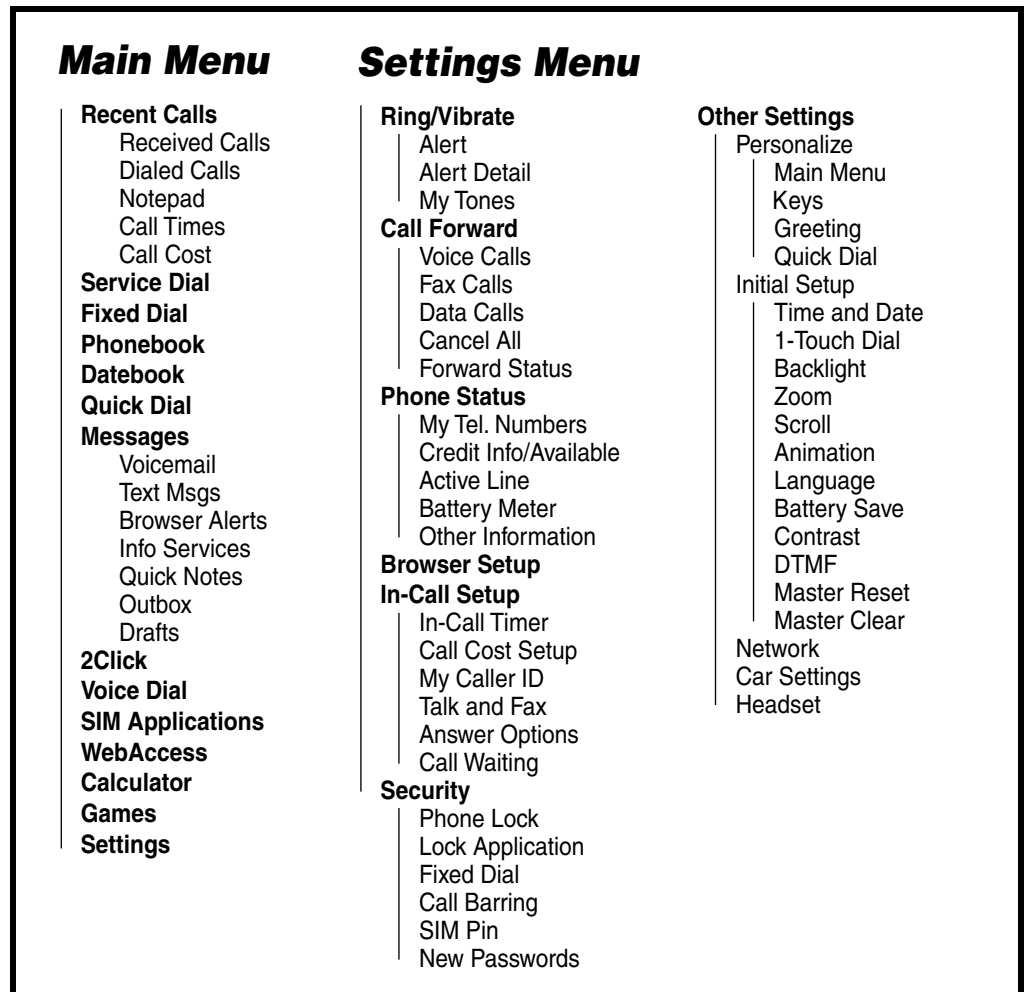 Main Menu
Recent Calls
Received Calls
Dialed Calls
Notepad
Call Times
Call Cost
Service Dial
Fixed Dial
Phonebook
Datebook
Quick Dial
Messages
Voicemail
Text Msgs
Browser Alerts
Info Services
Quick Notes
Outbox
Drafts
2Click
Voice Dial
SIM Applications
WebAccess
Calculator
Games
Settings
Settings Menu
Ring/Vibrate
Alert
Alert Detail
My Tones
Call Forward
Voice Calls
Fax Calls
Data Calls
Cancel All
Forward Status
Phone Status
My Tel. Numbers
Credit Info/Available
Active Line
Battery Meter
Other Information
Browser Setup
In-Call Setup
In-Call Timer
Call Cost Setup
My Caller ID
Talk and Fax
Answer Options
Call Waiting
Security
Phone Lock
Lock Application
Fixed Dial
Call Barring
SIM Pin
New Passwords
Other Settings
Personalize
Main Menu
Keys
Greeting
Quick Dial
Initial Setup
Time and Date
1-Touch Dial
Backlight
Zoom
Scroll
Animation
Language
Battery Save
Contrast
DTMF
Master Reset
Master Clear
Network
Car Settings
Headset